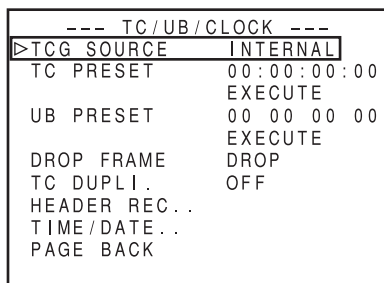 --- TC/UB/CLOCK ---
▷TCG SOURCE INTERNAL
TC PRESET 00:00:00:00
EXECUTE
UB PRESET 00 00 00 00
EXECUTE
DROP FRAME DROP
TC DUPLI. OFF
HEADER REC..
TIME/DATE..
PAGE BACK